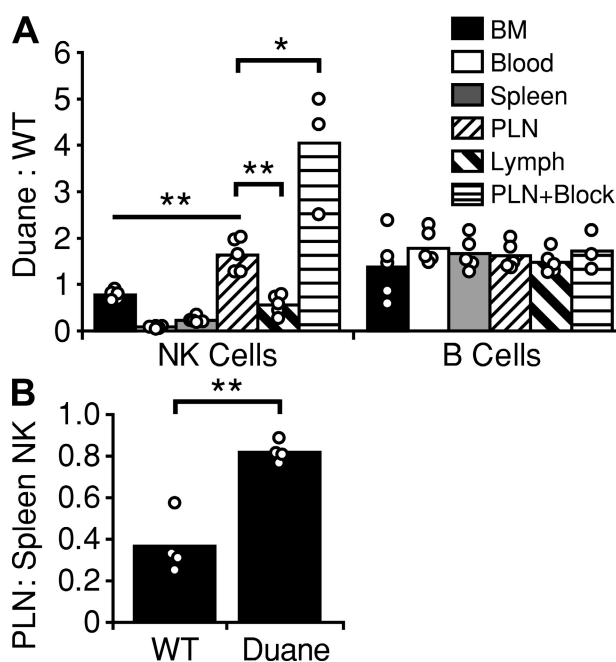 A
Duane : WT
6
5
4
3
2
1
0
*
**
**
BM
Blood
Spleen
PLN
Lymph
PLN+Block
NK Cells
B Cells
B
PLN: Spleen NK
1.0
0.8
0.6
0.4
0.2
0
**
WT
Duane